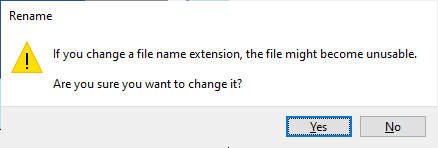 Rename
If you change a file name extension, the file might become unusable.
Are you sure you want to change it?
Yes
No